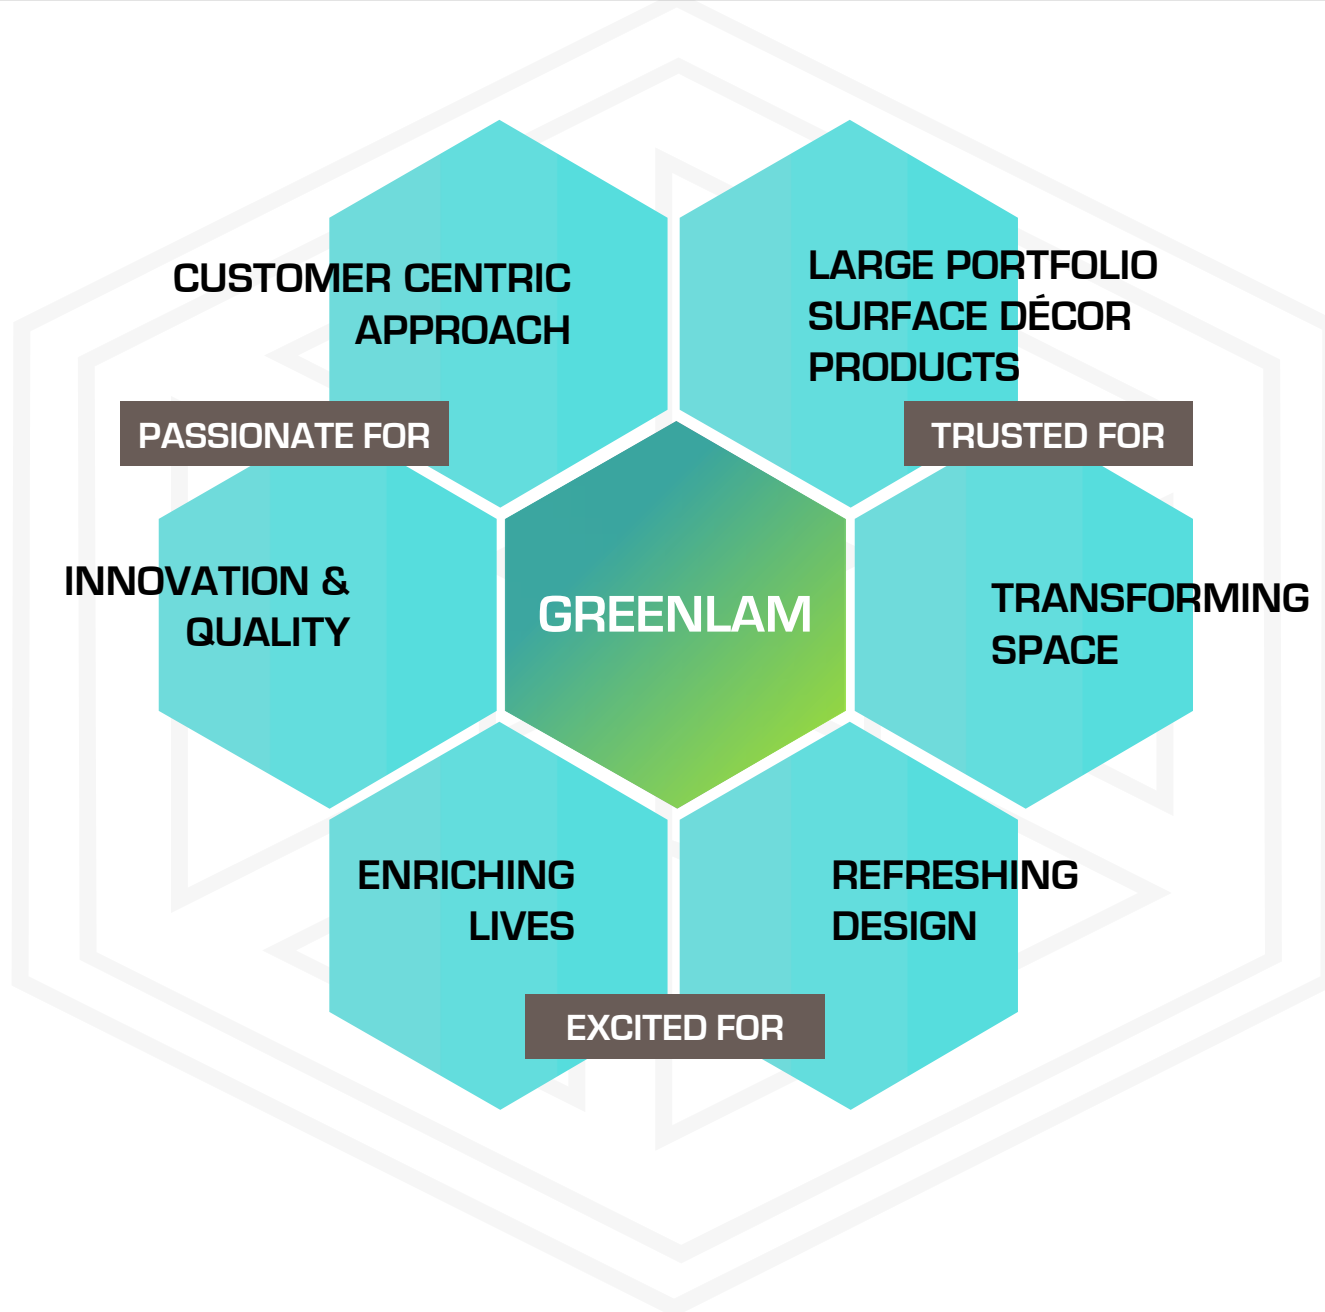 CUSTOMER CENTRIC
APPROACH
LARGE PORTFOLIO
SURFACE DÉCOR
PRODUCTS
PASSIONATE FOR
TRUSTED FOR
INNOVATION &
QUALITY
GREENLAM
TRANSFORMING
SPACE
ENRICHING
LIVES
REFRESHING
DESIGN
EXCITED FOR